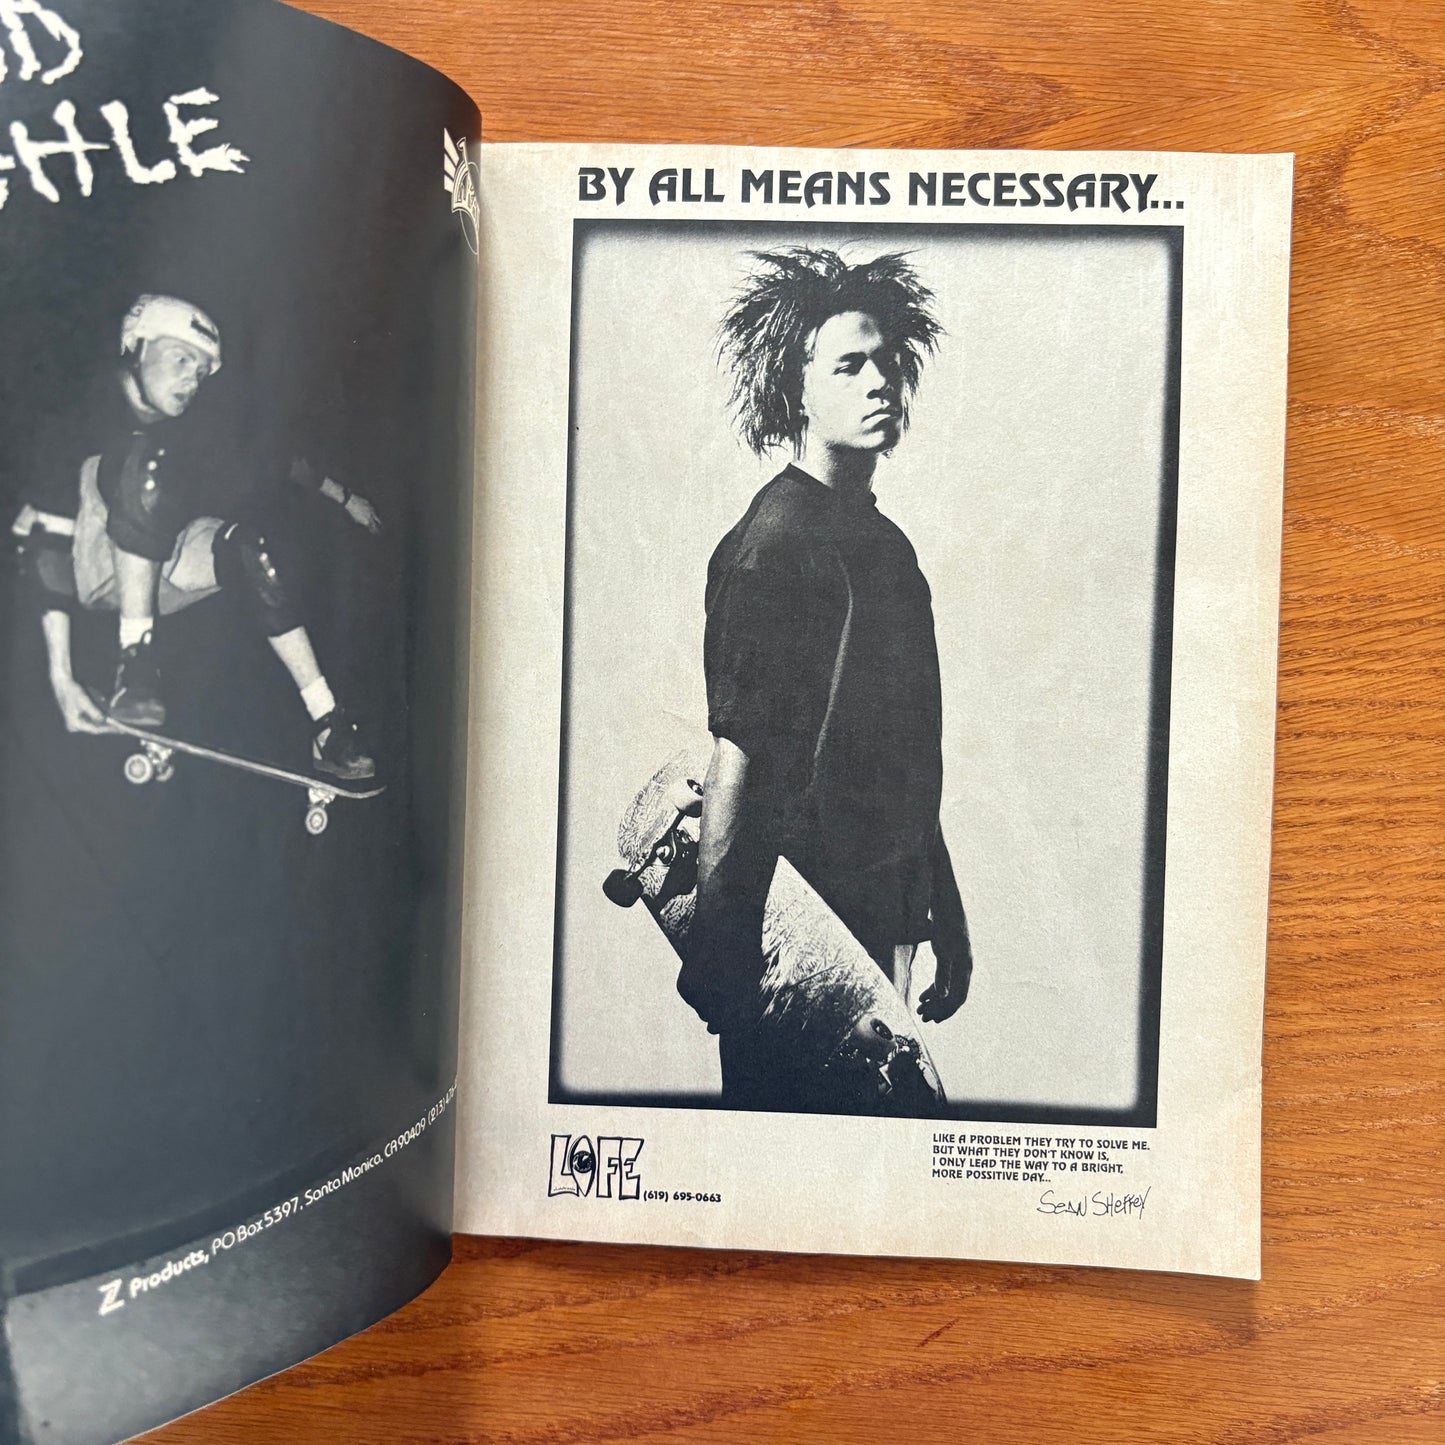 Z Products, PO Box 5397, Santa Monica, CA 90409 (213)
BY ALL MEANS NECESSARY...
LIFE
(619) 695-0663
LIKE A PROBLEM THEY TRY TO SOLVE ME.
BUT WHAT THEY DON'T KNOW IS,
I ONLY LEAD THE WAY TO A BRIGHT,
MORE POSSITIVE DAY...
SEAN SHEFFEY